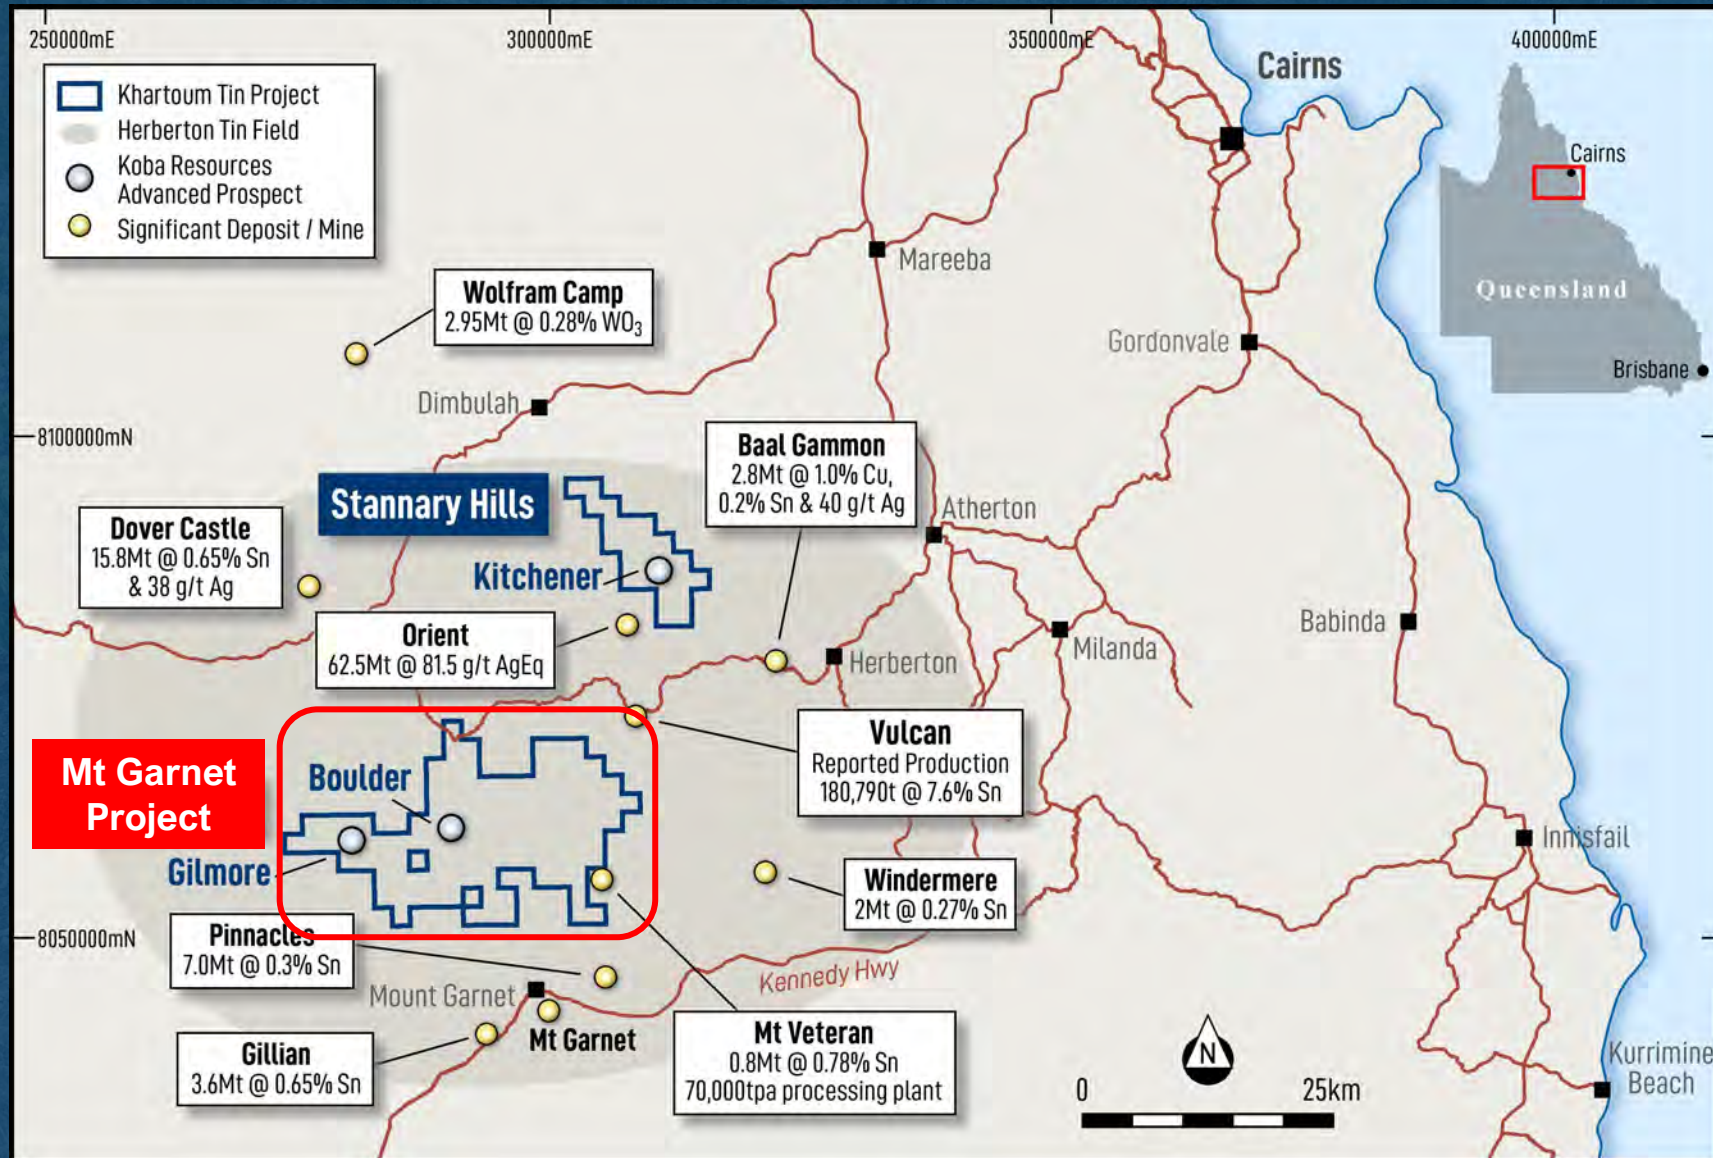 250000mE
300000mE
350000mE
400000mE
Khartoum Tin Project
Herberton Tin Field
Koba Resources
Advanced Prospect
Significant Deposit / Mine
Cairns
Cairns
Queensland
Brisbane
Mareeba
Wolfram Camp
2.95Mt @ 0.28% WO₃
Gordonvale
Dimbulah
8100000mN
Baal Gammon
2.8Mt @ 1.0% Cu,
0.2% Sn & 40 g/t Ag
Stannary Hills
Atherton
Dover Castle
15.8Mt @ 0.65% Sn
& 38 g/t Ag
Kitchener
Orient
62.5Mt @ 81.5 g/t AgEq
Herberton
Milanda
Babinda
Vulcan
Reported Production
180,790t @ 7.6% Sn
Mt Garnet
Project
Boulder
Gilmore
Innisfail
Windermere
2Mt @ 0.27% Sn
8050000mN
Pinnacles
7.0Mt @ 0.3% Sn
Kennedy Hwy
Mount Garnet
Mt Garnet
Gillian
3.6Mt @ 0.65% Sn
Mt Veteran
0.8Mt @ 0.78% Sn
70,000tpa processing plant
N
0
25km
Kurrimine
Beach